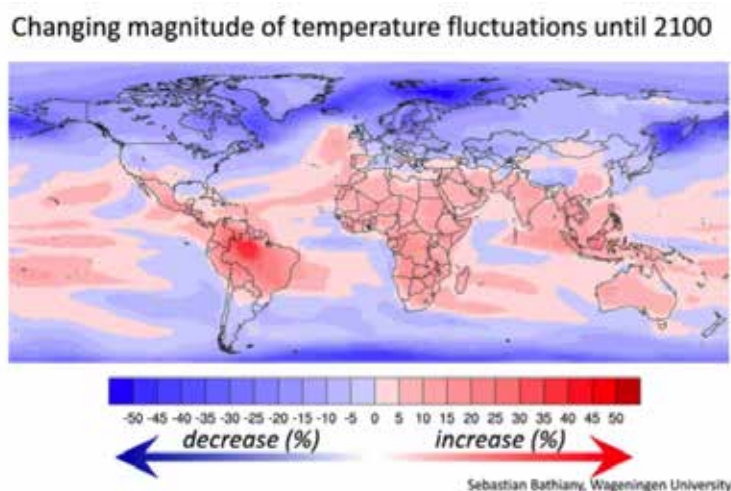 Changing magnitude of temperature fluctuations until 2100
-50 -45 -40 -35 -30 -25 -20 -15 -10 -5 0 5 10 15 20 25 30 35 40 45 50
decrease (%) increase (%)
Sebastian Bathiany, Wageningen University